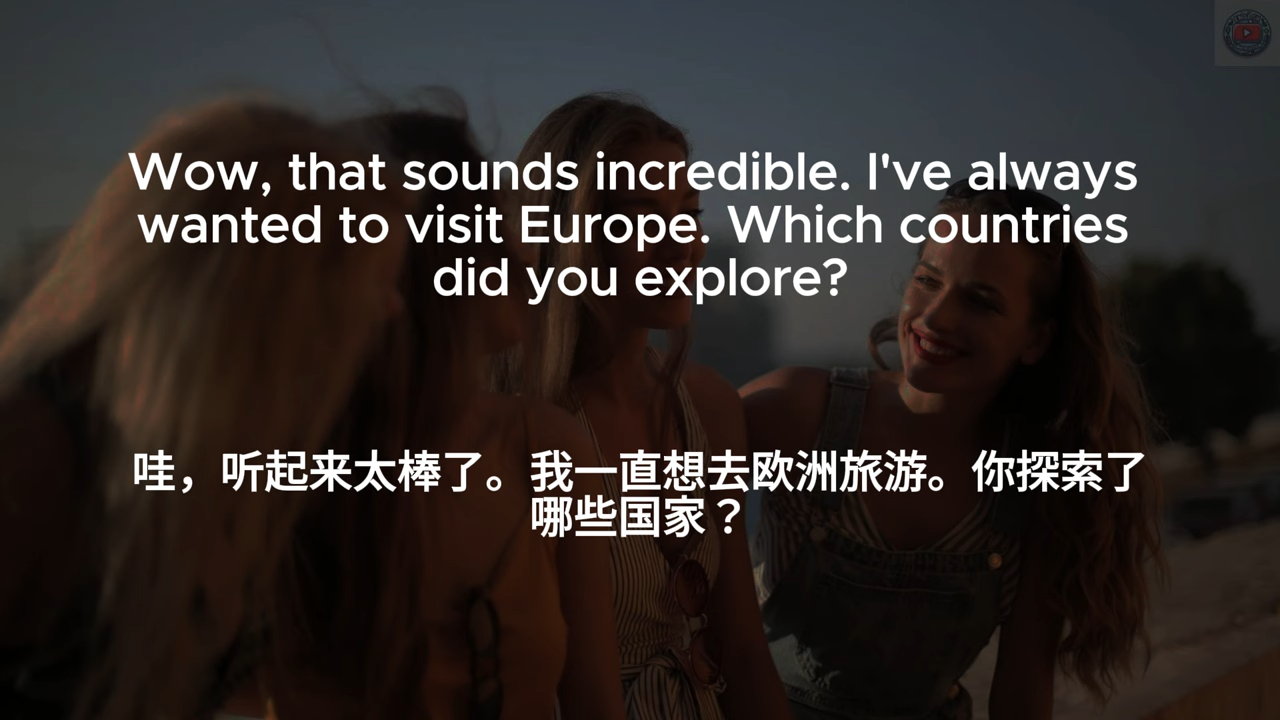 Wow, that sounds incredible. I've always
wanted to visit Europe. Which countries
did you explore?
哇，听起来太棒了。我一直想去欧洲旅游。你探索了
哪些国家？